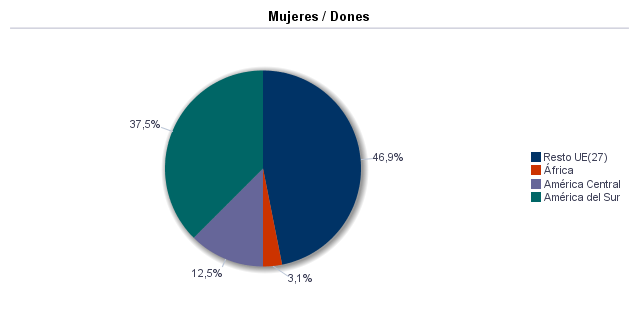 Mujeres / Dones
37,5%
46,9%
12,5%
3,1%
Resto UE(27)
África
América Central
América del Sur